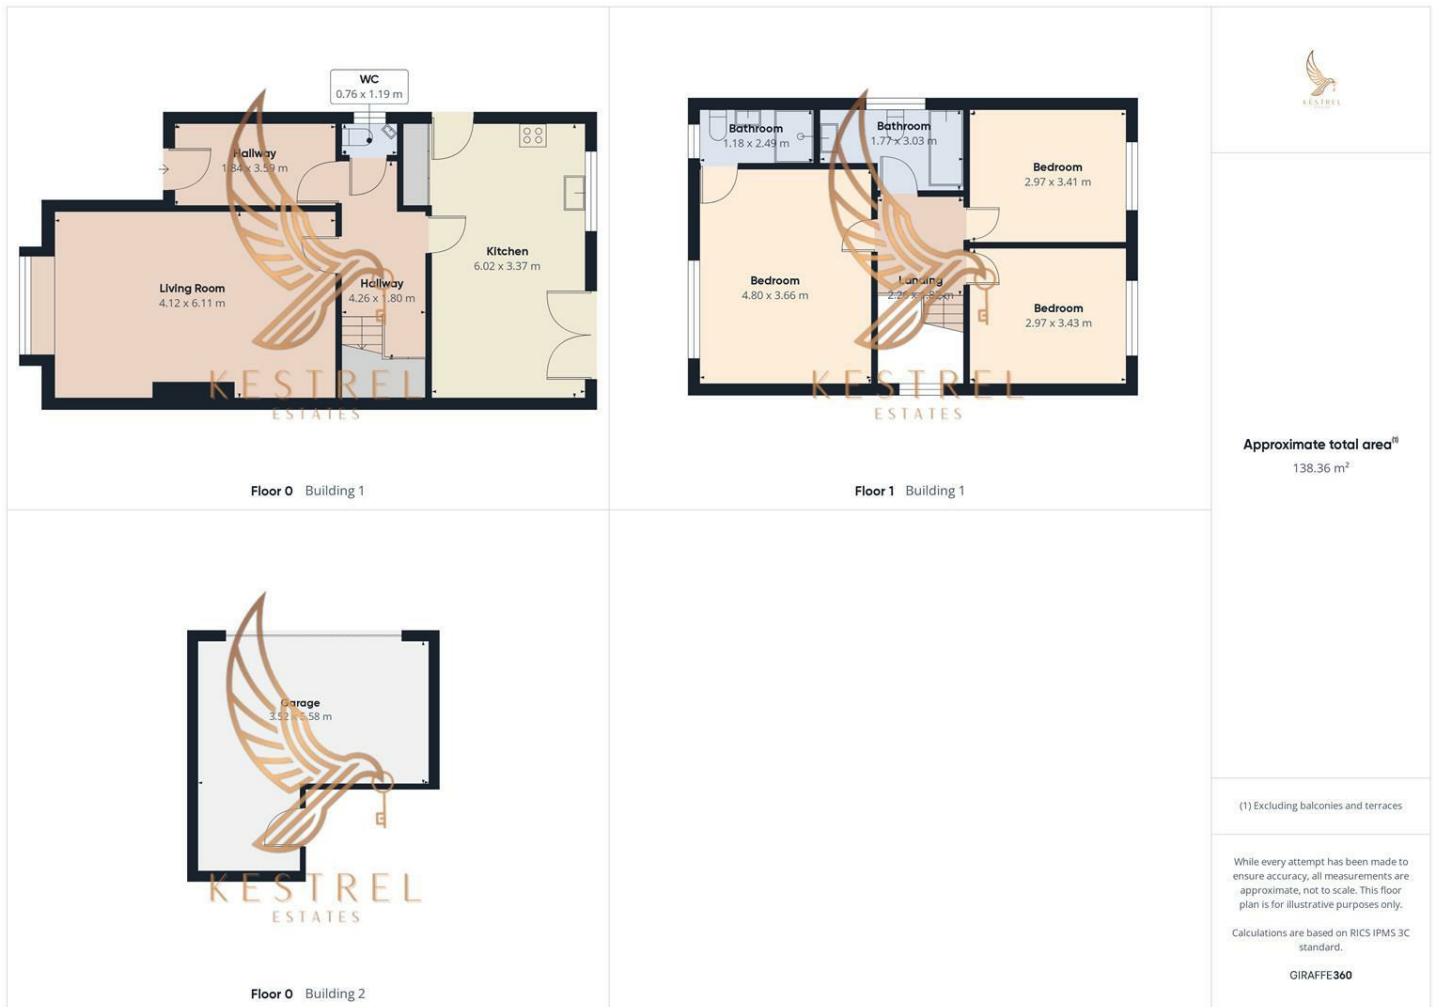 WC
0.76 x 1.19 m
Hallway
1.84 x 3.59 m
Living Room
4.12 x 6.11 m
Hallway
4.26 x 1.80 m
Kitchen
6.02 x 3.37 m
KESTREL
ESTATES
Floor 0 Building 1
Bathroom
1.18 x 2.49 m
Bathroom
1.77 x 3.03 m
Bedroom
2.97 x 3.41 m
Bedroom
4.80 x 3.66 m
Landing
Bedroom
2.97 x 3.43 m
KESTREL
ESTATES
Floor 1 Building 1
Garage
KESTREL
ESTATES
Floor 0 Building 2
KESTREL
Approximate total area(1)
138.36 m²
(1) Excluding balconies and terraces
While every attempt has been made to
ensure accuracy, all measurements are
approximate, not to scale. This floor
plan is for illustrative purposes only.
Calculations are based on RICS IPMS 3C
standard.
GIRAFFE360